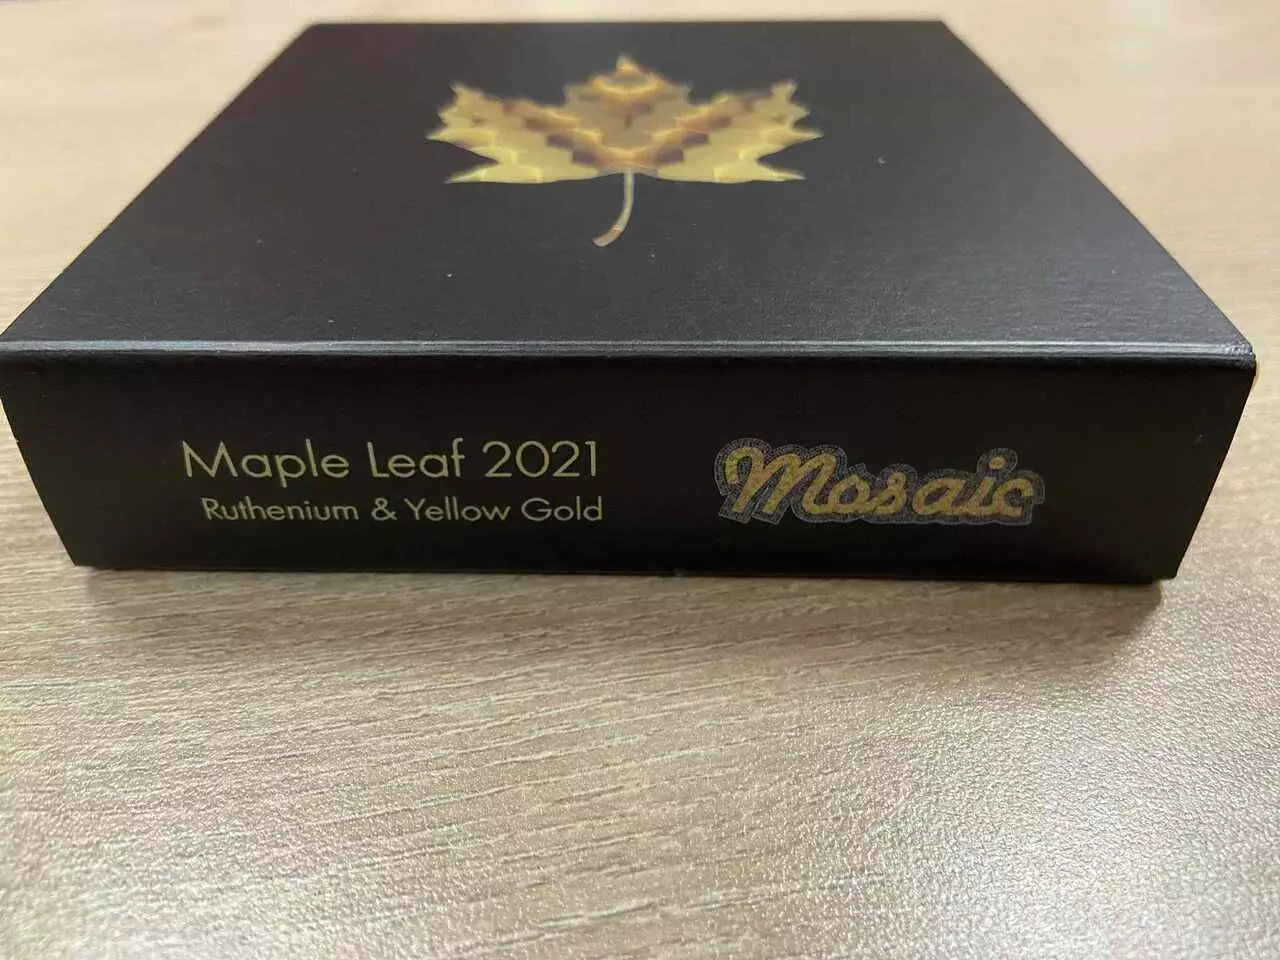 Maple Leaf 2021
Ruthenium & Yellow Gold
Mosaic